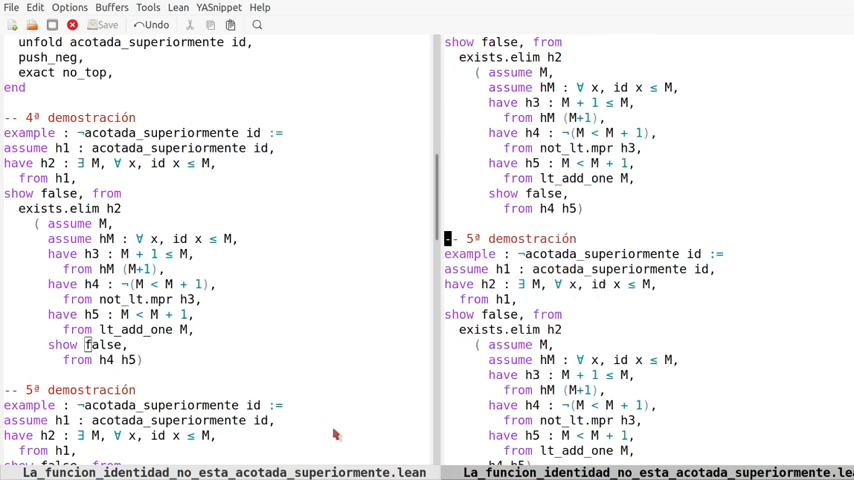 File Edit Options Buffers Tools Lean YASnippet Help
Save Undo
unfold acotada_superiormente id,
push_neg,
exact no_top,
end
-- 4ª demostración
example : ¬acotada_superiormente id :=
assume h1 : acotada_superiormente id,
have h2 : ∃ M, ∀ x, id x ≤ M,
from h1,
show false, from
exists.elim h2
( assume M,
assume hM : ∀ x, id x ≤ M,
have h3 : M + 1 ≤ M,
from hM (M+1),
have h4 : ¬(M < M + 1),
from not_lt.mpr h3,
have h5 : M < M + 1,
from lt_add_one M,
show false,
from h4 h5)
-- 5ª demostración
example : ¬acotada_superiormente id :=
assume h1 : acotada_superiormente id,
have h2 : ∃ M, ∀ x, id x ≤ M,
from h1,
show false, from
La_funcion_identidad_no_esta_acotada_superiormente.lean
show false, from
exists.elim h2
( assume M,
assume hM : ∀ x, id x ≤ M,
have h3 : M + 1 ≤ M,
from hM (M+1),
have h4 : ¬(M < M + 1),
from not_lt.mpr h3,
have h5 : M < M + 1,
from lt_add_one M,
show false,
from h4 h5)
-- 5ª demostración
example : ¬acotada_superiormente id :=
assume h1 : acotada_superiormente id,
have h2 : ∃ M, ∀ x, id x ≤ M,
from h1,
show false, from
exists.elim h2
( assume M,
assume hM : ∀ x, id x ≤ M,
have h3 : M + 1 ≤ M,
from hM (M+1),
have h4 : ¬(M < M + 1),
from not_lt.mpr h3,
have h5 : M < M + 1,
from lt_add_one M,
h4 h5)
La_funcion_identidad_no_esta_acotada_superiormente.lea